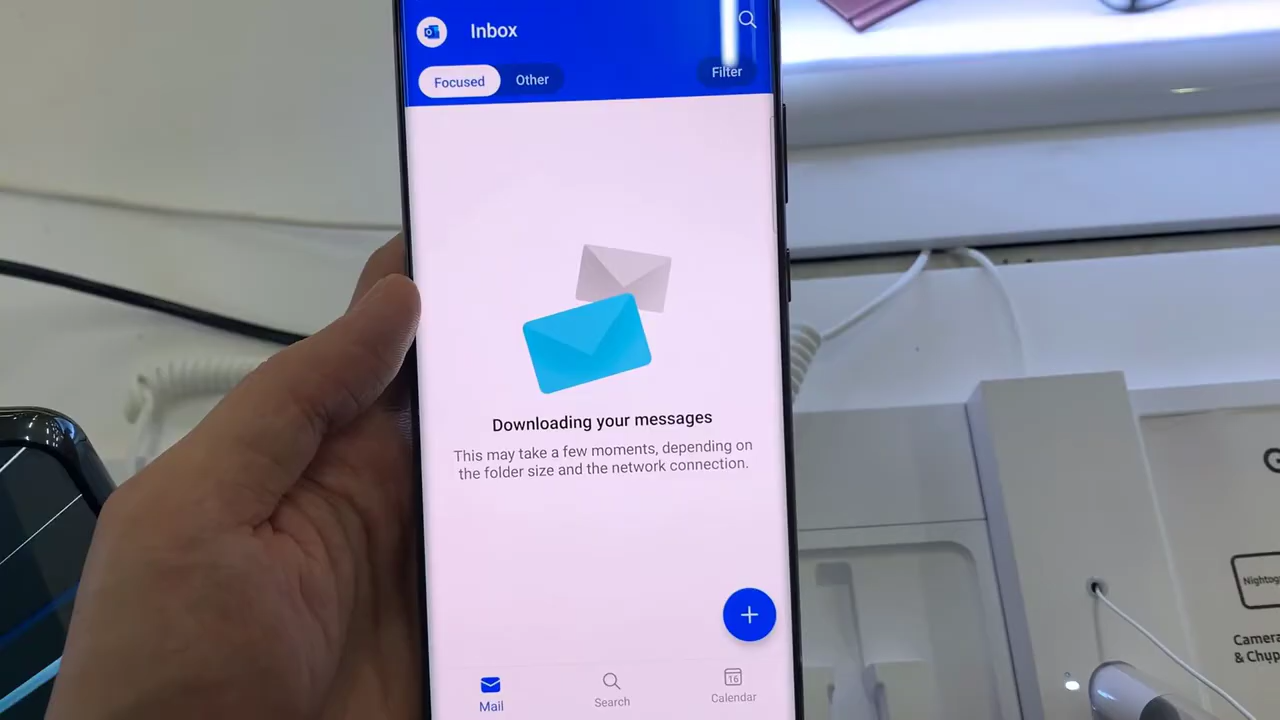 Inbox
Focused
Other
Filter
Downloading your messages
This may take a few moments, depending on
the folder size and the network connection.
Mail
Search
16
Calendar
Camera
& Chụp